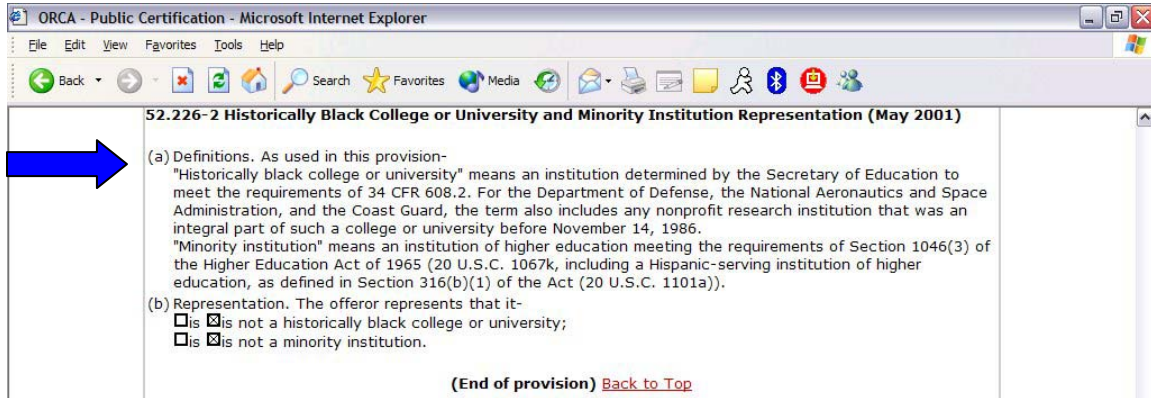 ORCA - Public Certification - Microsoft Internet Explorer
File Edit View Favorites Tools Help
Back Search Favorites Media
52.226-2 Historically Black College or University and Minority Institution Representation (May 2001)
(a) Definitions. As used in this provision-
"Historically black college or university" means an institution determined by the Secretary of Education to
meet the requirements of 34 CFR 608.2. For the Department of Defense, the National Aeronautics and Space
Administration, and the Coast Guard, the term also includes any nonprofit research institution that was an
integral part of such a college or university before November 14, 1986.
"Minority institution" means an institution of higher education meeting the requirements of Section 1046(3) of
the Higher Education Act of 1965 (20 U.S.C. 1067k, including a Hispanic-serving institution of higher
education, as defined in Section 316(b)(1) of the Act (20 U.S.C. 1101a)).
(b) Representation. The offeror represents that it-
☐is ☒is not a historically black college or university;
☐is ☒is not a minority institution.
(End of provision) Back to Top